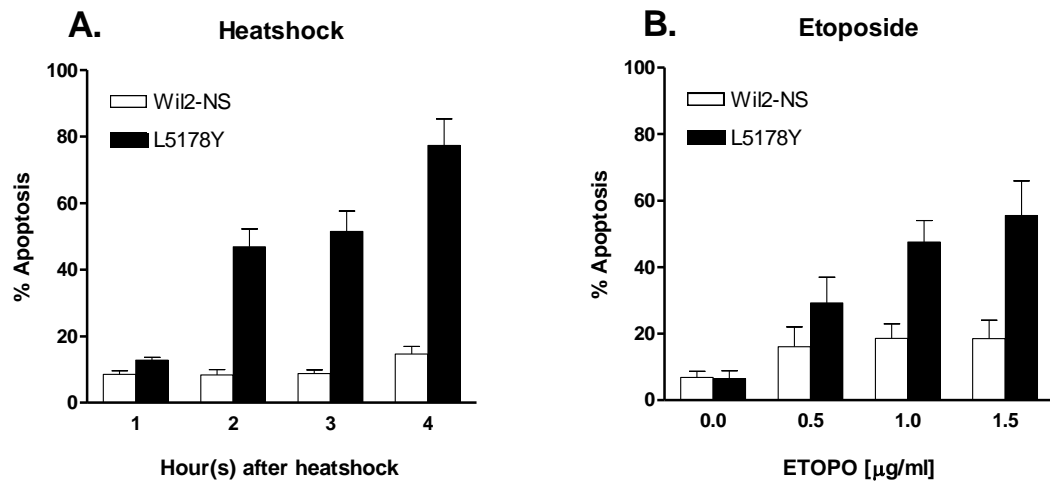 A.
Heatshock
100
80
60
40
20
0
% Apoptosis
Wil2-NS
L5178Y
1 2 3 4
Hour(s) after heatshock
B.
Etoposide
100
80
60
40
20
0
% Apoptosis
Wil2-NS
L5178Y
0.0 0.5 1.0 1.5
ETOPO [µg/ml]